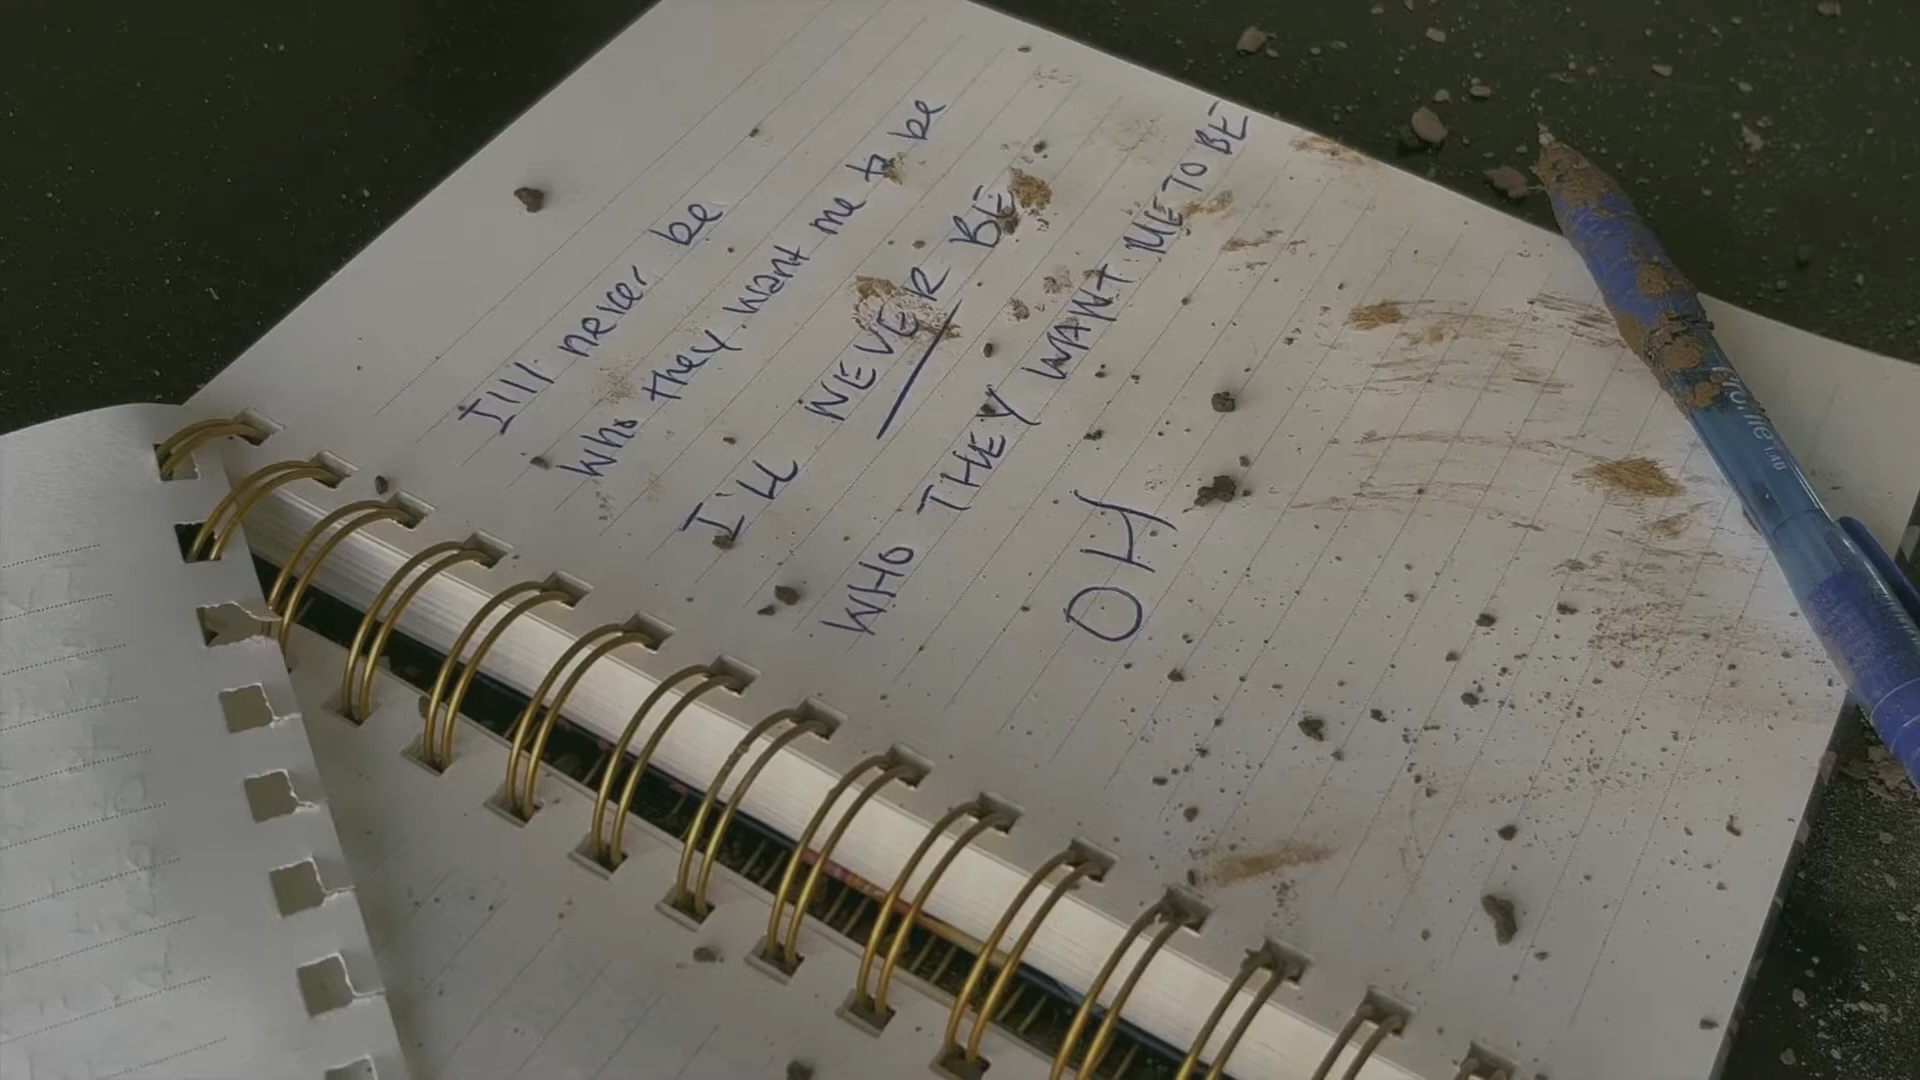 I'll never be
Who they want me to be
I'LL NEVER BE
WHO THEY WANT ME TO BE
OH